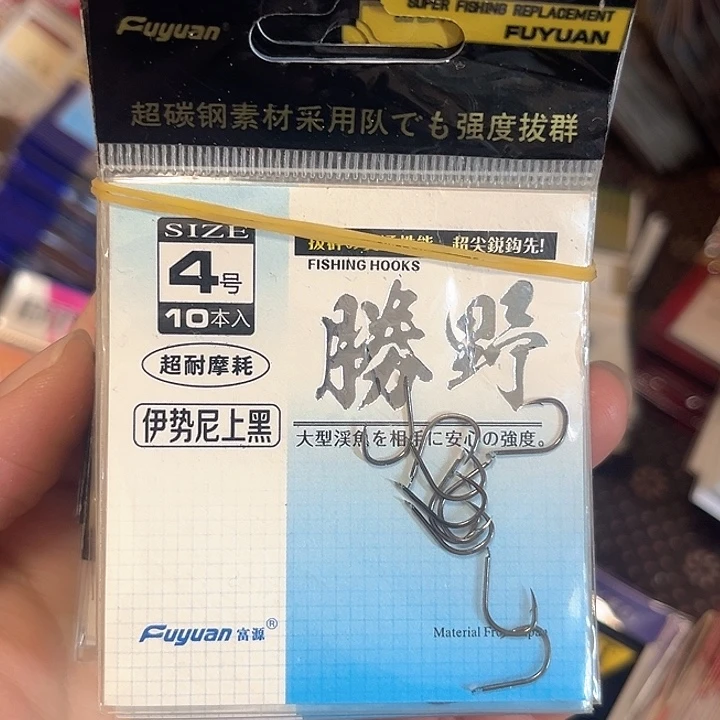 Fuyuan
SUPER FISHING REPLACEMENT
FUYUAN
超碳钢素材采用队でも强度拔群
SIZE
4号
10本入
超耐摩耗
伊势尼上黑
超尖鋭鈎先!
FISHING HOOKS
勝野
大型渓魚を相手に安心の強度。
Fuyuan 富源®
Material From Japan